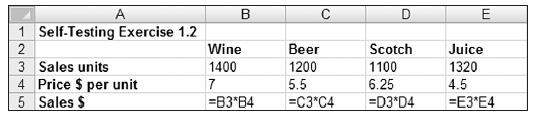 A B C D E
1 Self-Testing Exercise 1.2
2 Wine Beer Scotch Juice
3 Sales units 1400 1200 1100 1320
4 Price $ per unit 7 5.5 6.25 4.5
5 Sales $ =B3*B4 =C3*C4 =D3*D4 =E3*E4